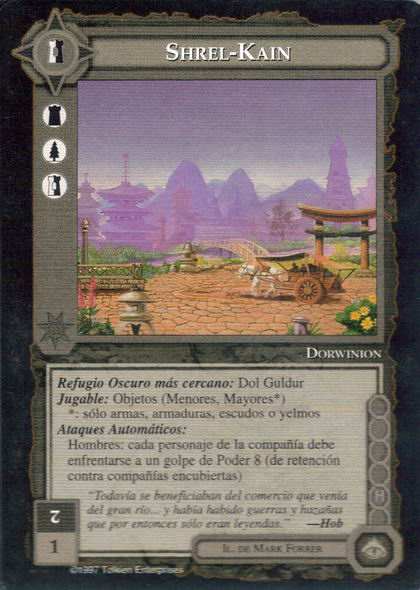 SHREL-KAIN
DORWINION
Refugio Oscuro más cercano: Dol Guldur
Jugable: Objetos (Menores, Mayores*)
*: sólo armas, armaduras, escudos o yelmos
Ataques Automáticos:
Hombres: cada personaje de la compañía debe
enfrentarse a un golpe de Poder 8 (de retención
contra compañías encubiertas)
"Todavía se beneficiaban del comercio que venía
del gran río... y había habido guerras y hazañas
que por entonces sólo eran leyendas." —Hob
2
1
IL. DE MARK FORRER
©1997 Tolkien Enterprises